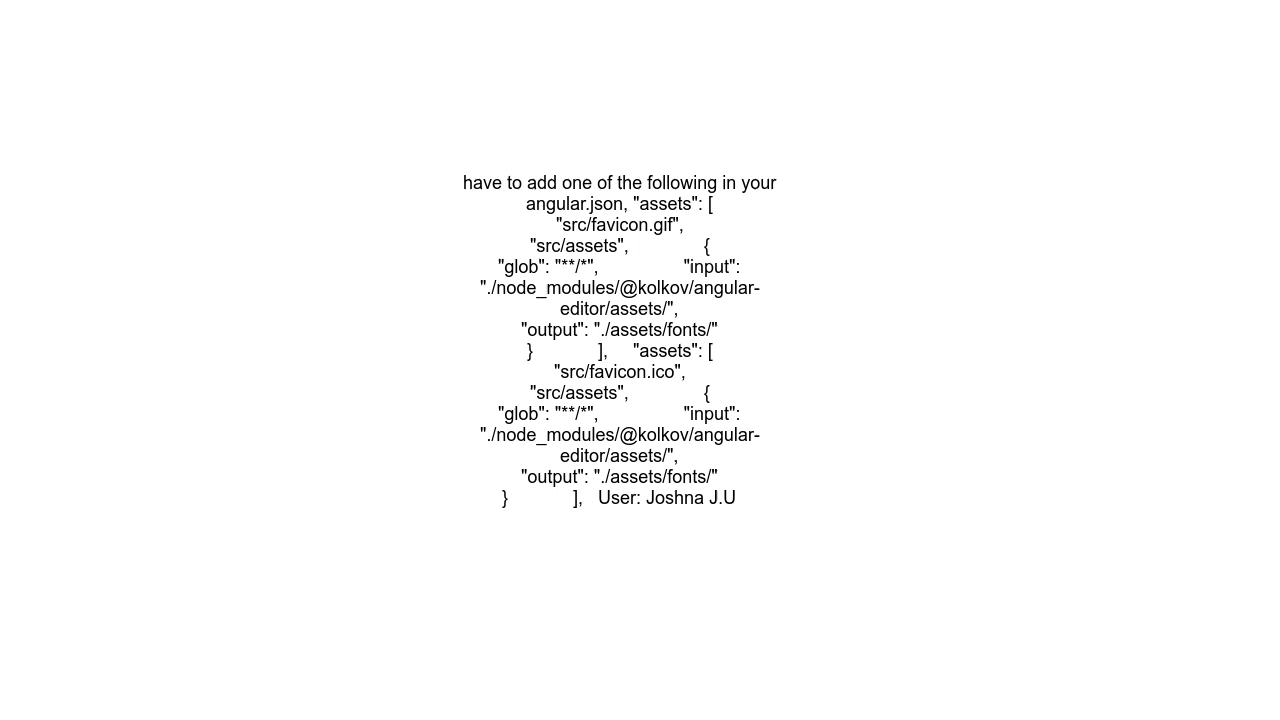 have to add one of the following in your
angular.json, "assets": [
"src/favicon.gif",
"src/assets", {
"glob": "**/*", "input":
"./node_modules/@kolkov/angular-
editor/assets/",
"output": "./assets/fonts/"
} ], "assets": [
"src/favicon.ico",
"src/assets", {
"glob": "**/*", "input":
"./node_modules/@kolkov/angular-
editor/assets/",
"output": "./assets/fonts/"
} ], User: Joshna J.U